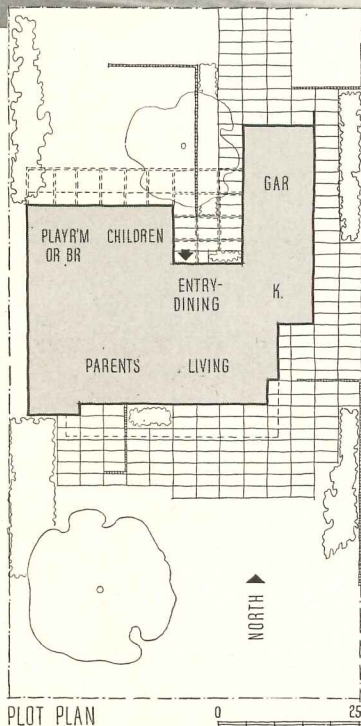 GAR
PLAYR'M CHILDREN
OR BR
ENTRY-
DINING
K.
PARENTS LIVING
NORTH
PLOT PLAN 0 25